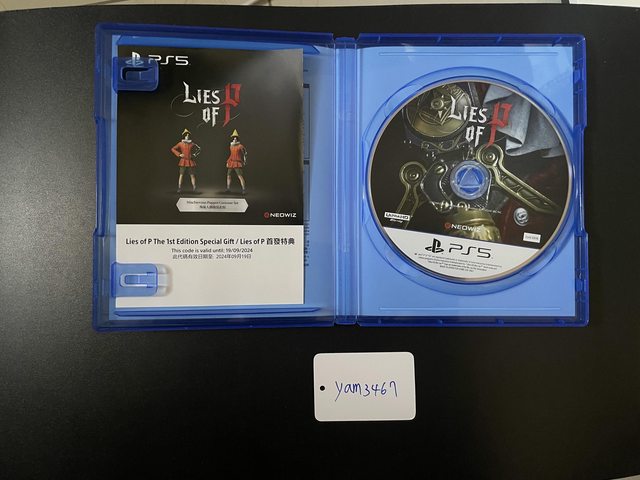 PS5
LIES
OF P
Mischievous Puppet Costume Set
NEOWIZ
Lies of P The 1st Edition Special Gift / Lies of P 首發特典
This code is valid until: 19/09/2024
此代碼有效日期至: 2024年09月19日
LIES
OF P
NEOWIZ
PS5
yam3467